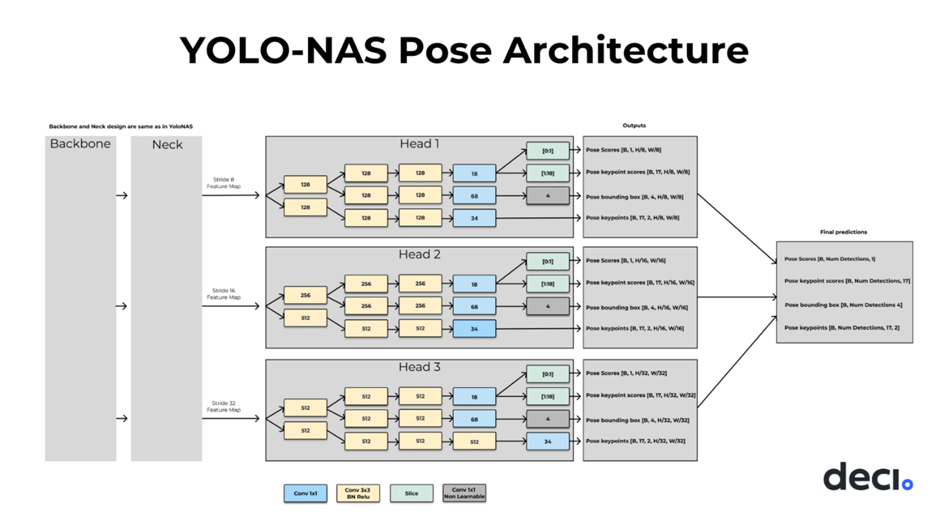 YOLO-NAS Pose Architecture
Backbone and Neck design are same as in YoloNAS
Outputs
Backbone
Neck
Head 1
Stride 8
Feature Map
128
128
128
128
18
[0:1]
[1:18]
128
128
68
4
128
128
34
Pose Scores [B, 1, H/8, W/8]
Pose keypoint scores [B, 17, H/8, W/8]
Pose bounding box [B, 4, H/8, W/8]
Pose keypoints [B, 17, 2, H/8, W/8]
Head 2
Stride 16
Feature Map
256
512
256
256
18
[0:1]
[1:18]
256
256
68
4
512
512
34
Pose Scores [B, 1, H/16, W/16]
Pose keypoint scores [B, 17, H/16, W/16]
Pose bounding box [B, 4, H/16, W/16]
Pose keypoints [B, 17, 2, H/16, W/16]
Head 3
Stride 32
Feature Map
512
512
512
512
18
[0:1]
[1:18]
512
512
68
4
512
512
512
34
Pose Scores [B, 1, H/32, W/32]
Pose keypoint scores [B, 17, H/32, W/32]
Pose bounding box [B, 4, H/32, W/32]
Pose keypoints [B, 17, 2, H/32, W/32]
Final predictions
Pose Scores [B, Num Detections, 1]
Pose keypoint scores [B, Num Detections, 17]
Pose bounding box [B, Num Detections 4]
Pose keypoints [B, Num Detections, 17, 2]
Conv 1x1
Conv 3x3
BN Relu
Slice
Conv 1x1
Non Learnable
deci.